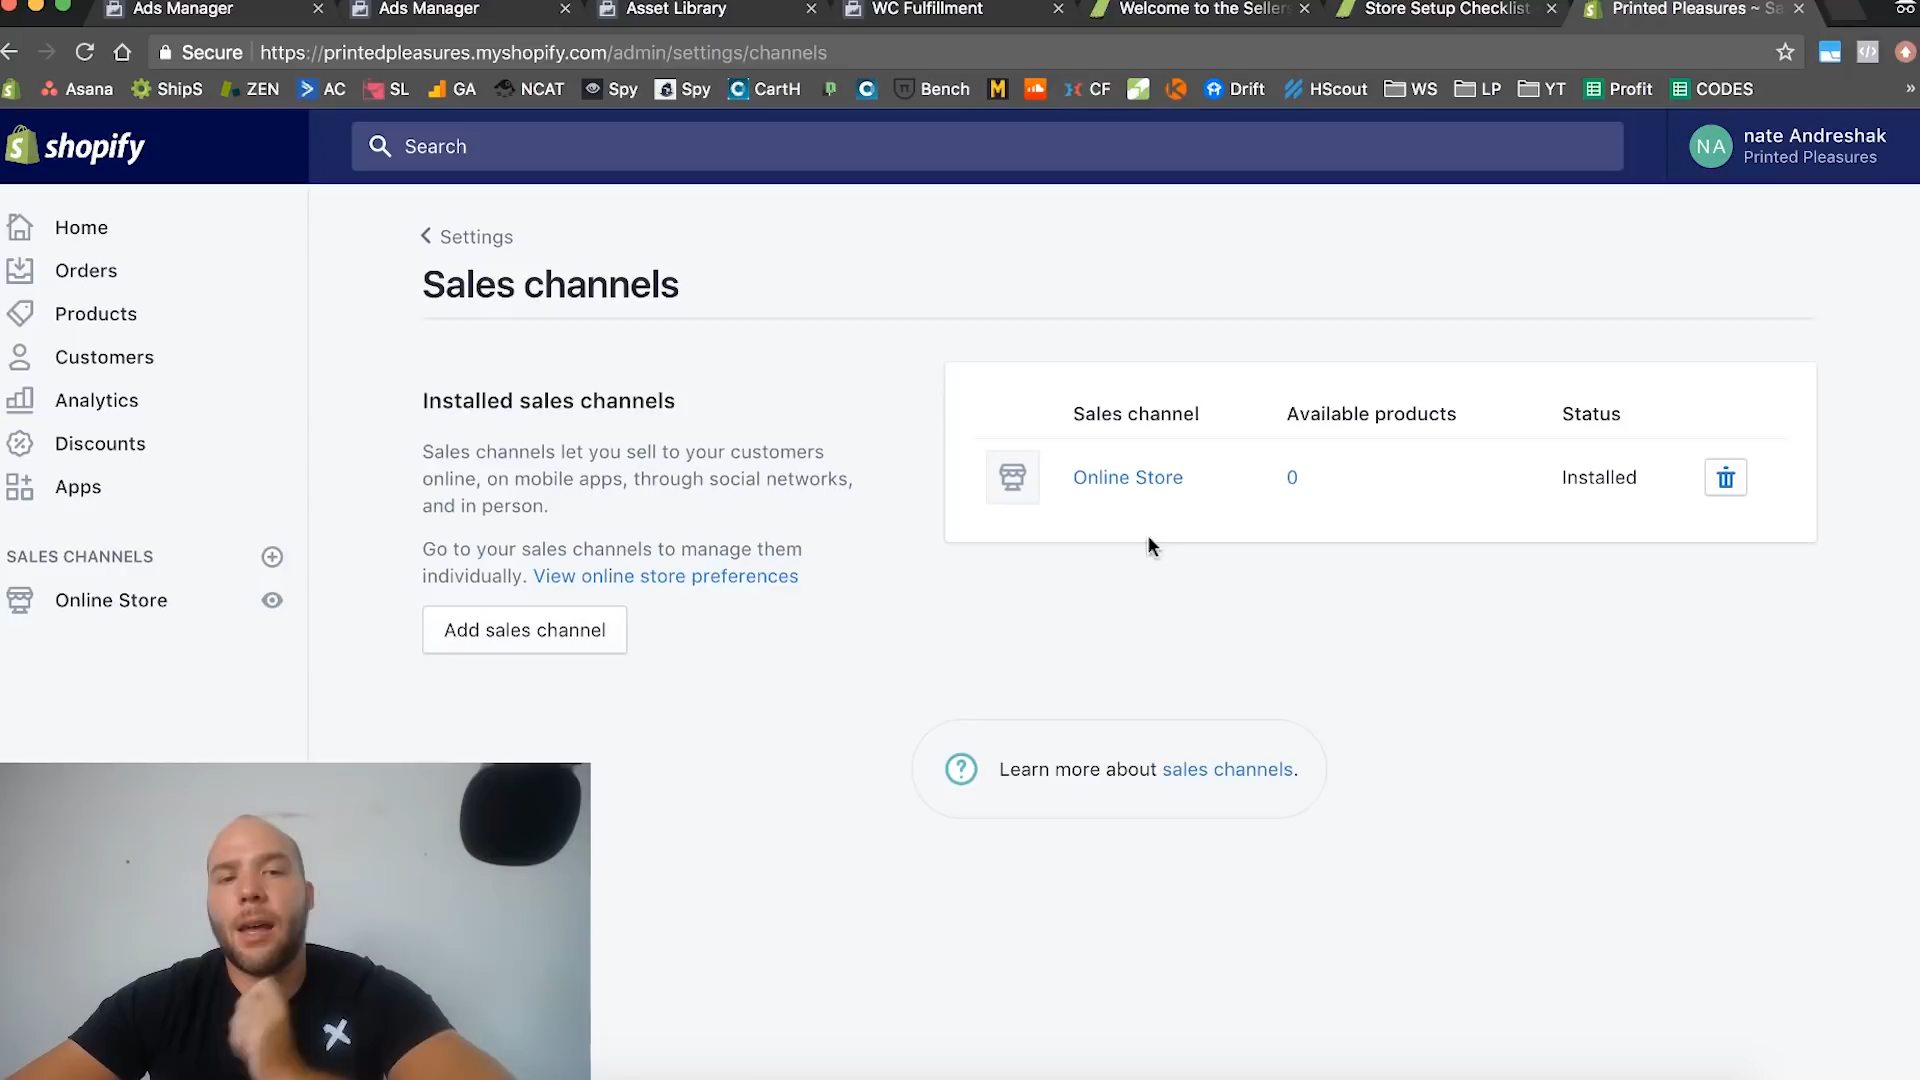 Ads Manager
Ads Manager
Asset Library
WC Fulfillment
Welcome to the Sellers
Store Setup Checklist
Printed Pleasures ~ Sa
Secure https://printedpleasures.myshopify.com/admin/settings/channels
Asana ShipS ZEN AC SL GA NCAT Spy Spy CartH Bench CF Drift HScout WS LP YT Profit CODES »
shopify
Search
NA
nate Andreshak
Printed Pleasures
Home
Orders
Products
Customers
Analytics
Discounts
Apps
SALES CHANNELS
Online Store
Settings
Sales channels
Installed sales channels
Sales channels let you sell to your customers
online, on mobile apps, through social networks,
and in person.
Go to your sales channels to manage them
individually. View online store preferences
Add sales channel
Sales channel Available products Status
Online Store 0 Installed
Learn more about sales channels.